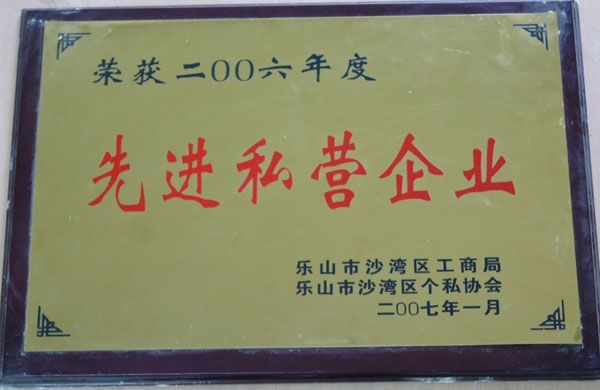 荣获二00六年度
先进私营企业
乐山市沙湾区工商局
乐山市沙湾区个私协会
二00七年一月